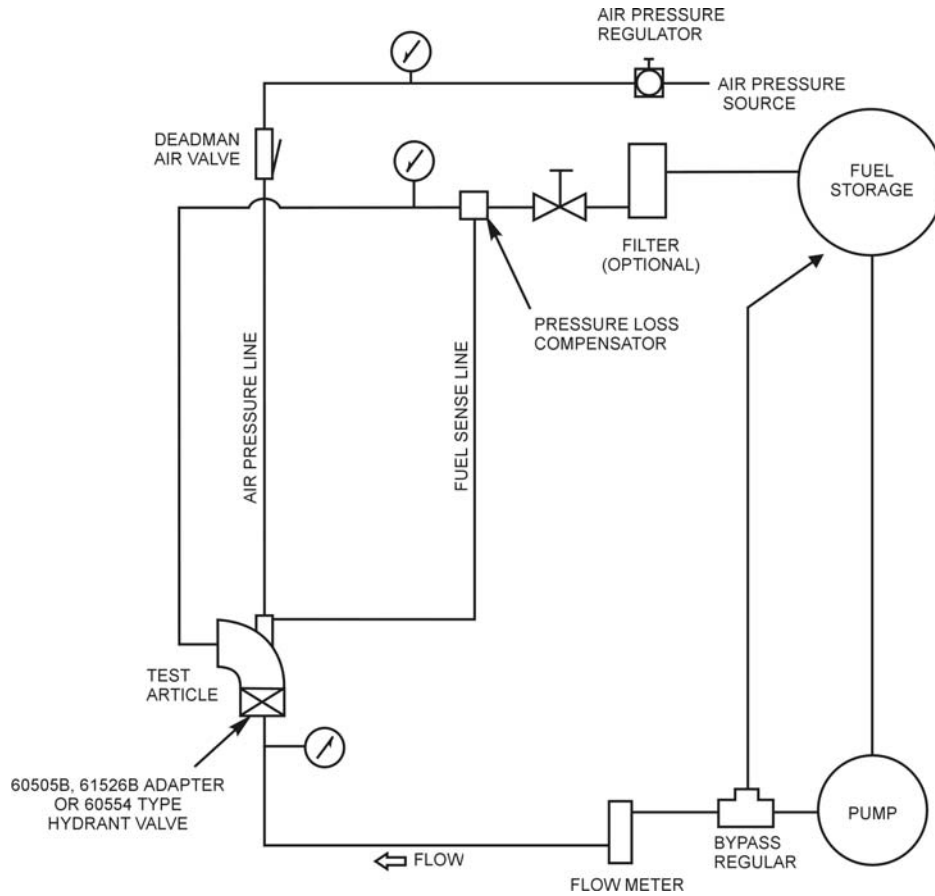 AIR PRESSURE
REGULATOR
AIR PRESSURE
SOURCE
DEADMAN
AIR VALVE
FUEL
STORAGE
FILTER
(OPTIONAL)
PRESSURE LOSS
COMPENSATOR
AIR PRESSURE LINE
FUEL SENSE LINE
TEST
ARTICLE
60505B, 61526B ADAPTER
OR 60554 TYPE
HYDRANT VALVE
FLOW
FLOW METER
BYPASS
REGULAR
PUMP